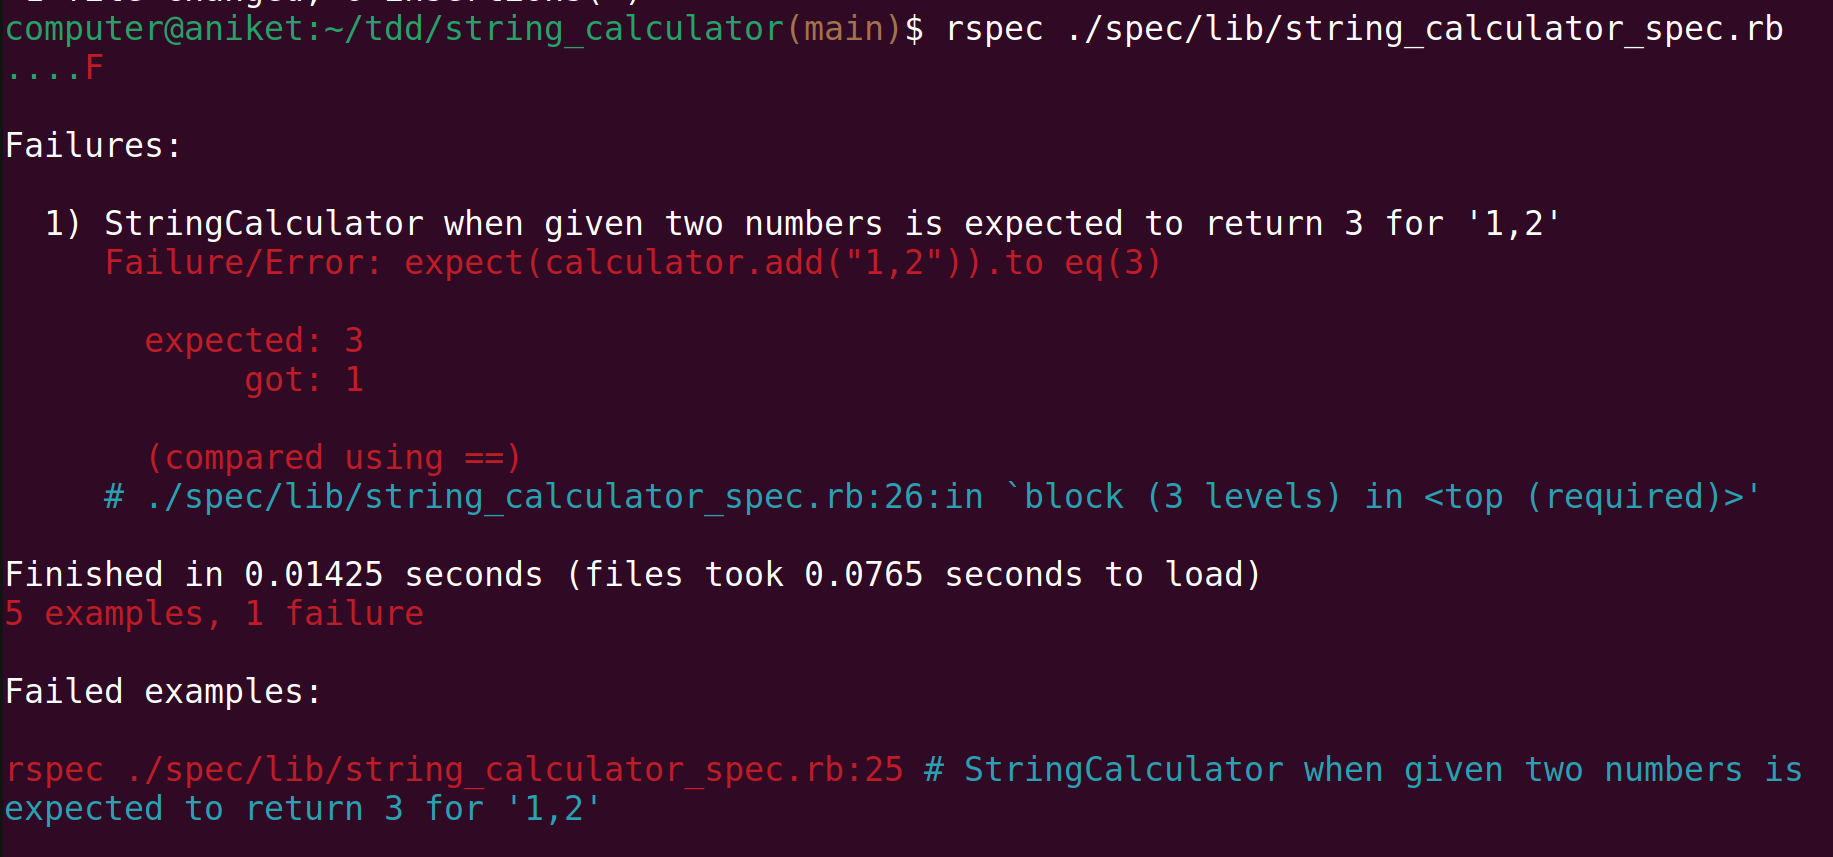 computer@aniket:~/tdd/string_calculator(main)$ rspec ./spec/lib/string_calculator_spec.rb
....F
Failures:
1) StringCalculator when given two numbers is expected to return 3 for '1,2'
Failure/Error: expect(calculator.add("1,2")).to eq(3)
expected: 3
got: 1
(compared using ==)
# ./spec/lib/string_calculator_spec.rb:26:in `block (3 levels) in <top (required)>'
Finished in 0.01425 seconds (files took 0.0765 seconds to load)
5 examples, 1 failure
Failed examples:
rspec ./spec/lib/string_calculator_spec.rb:25 # StringCalculator when given two numbers is
expected to return 3 for '1,2'